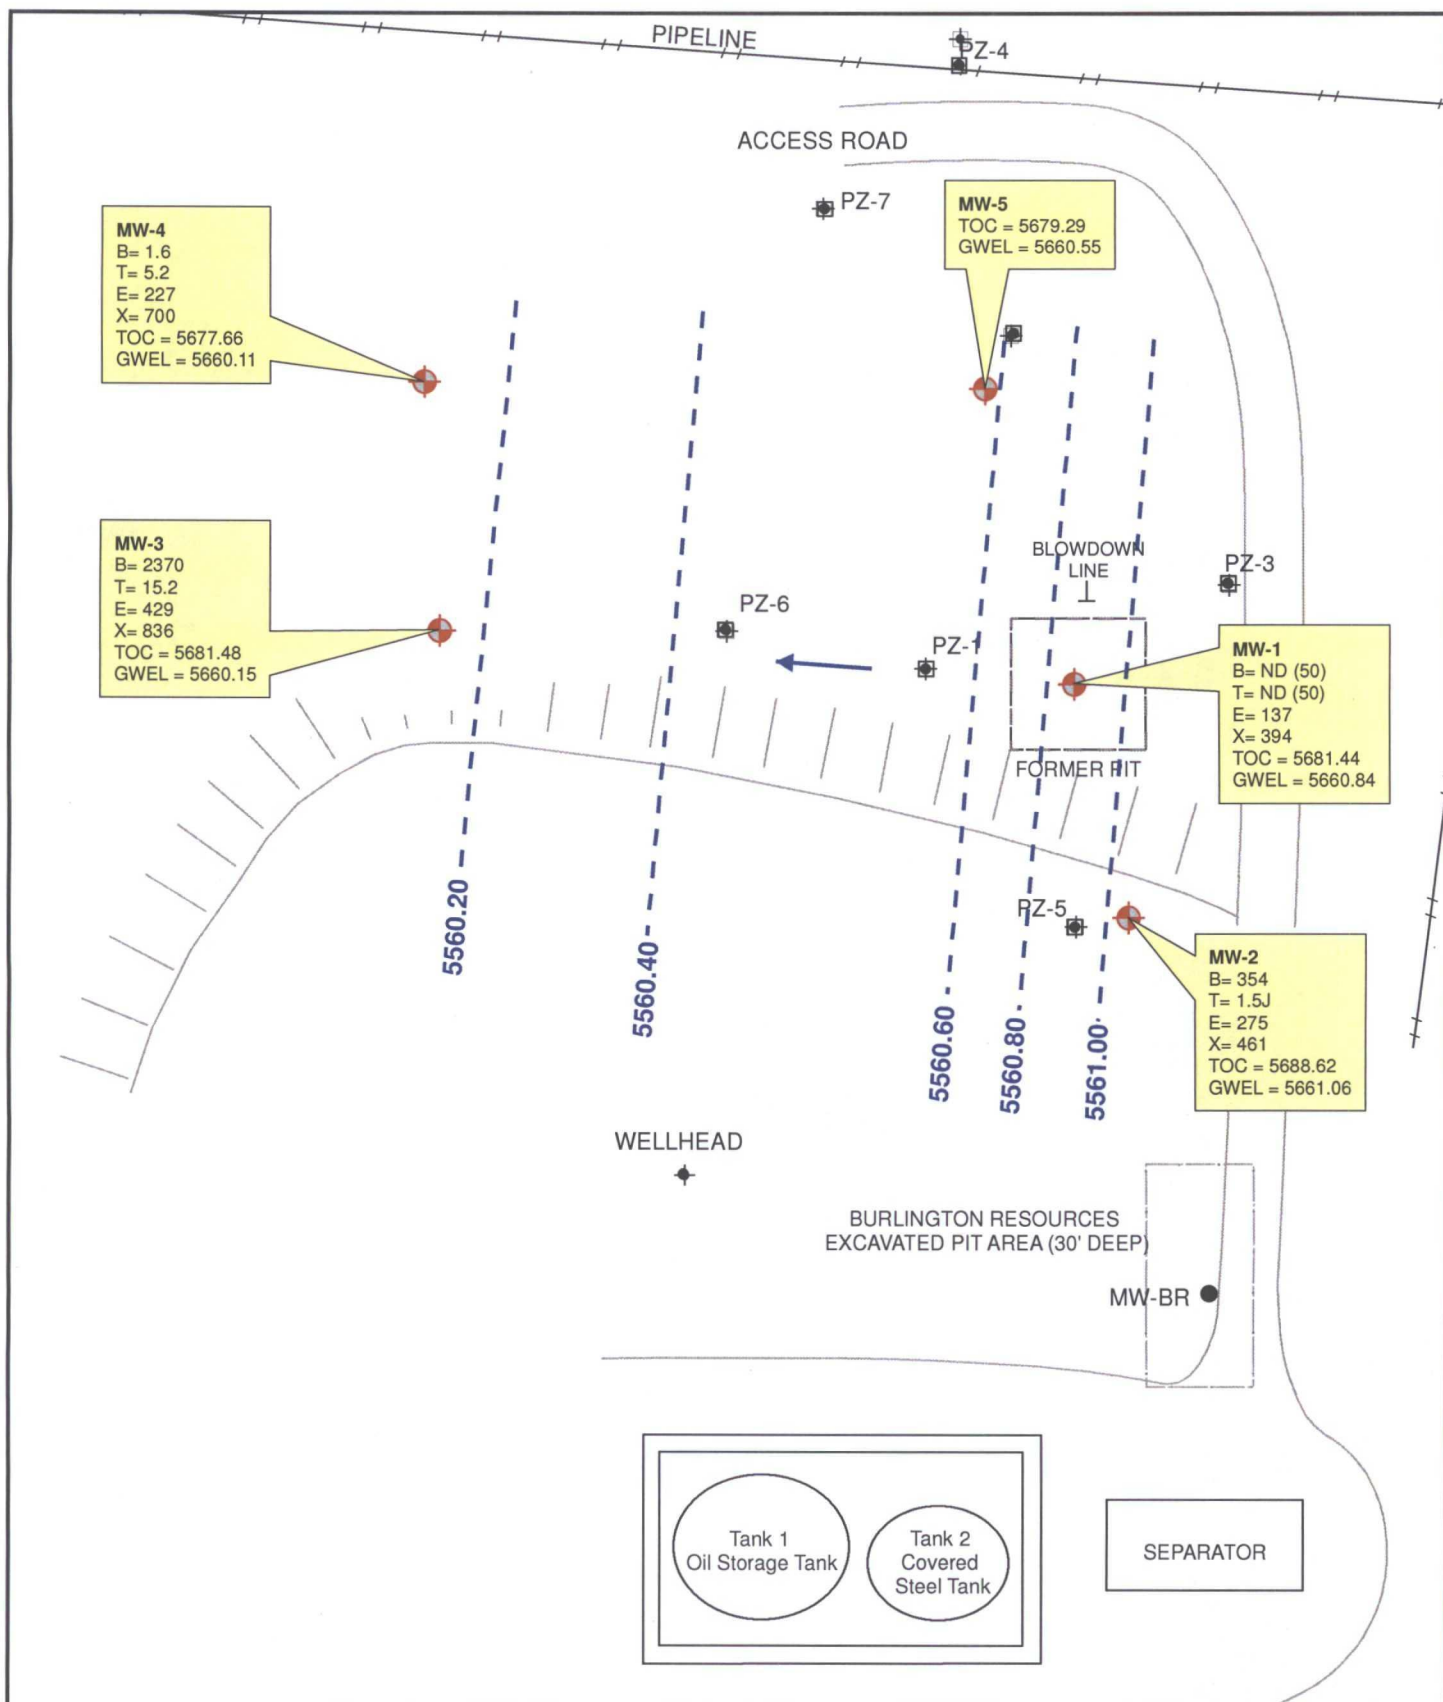 PIPELINE
PZ-4
ACCESS ROAD
PZ-7
MW-4
B= 1.6
T= 5.2
E= 227
X= 700
TOC = 5677.66
GWEL = 5660.11
MW-5
TOC = 5679.29
GWEL = 5660.55
MW-3
B= 2370
T= 15.2
E= 429
X= 836
TOC = 5681.48
GWEL = 5660.15
BLOWDOWN
LINE
PZ-3
PZ-6
PZ-1
MW-1
B= ND (50)
T= ND (50)
E= 137
X= 394
TOC = 5681.44
GWEL = 5660.84
FORMER PIT
PZ-5
MW-2
B= 354
T= 1.5J
E= 275
X= 461
TOC = 5688.62
GWEL = 5661.06
5560.20
5560.40
5560.60
5560.80
5561.00
WELLHEAD
BURLINGTON RESOURCES
EXCAVATED PIT AREA (30' DEEP)
MW-BR
Tank 1
Oil Storage Tank
Tank 2
Covered
Steel Tank
SEPARATOR